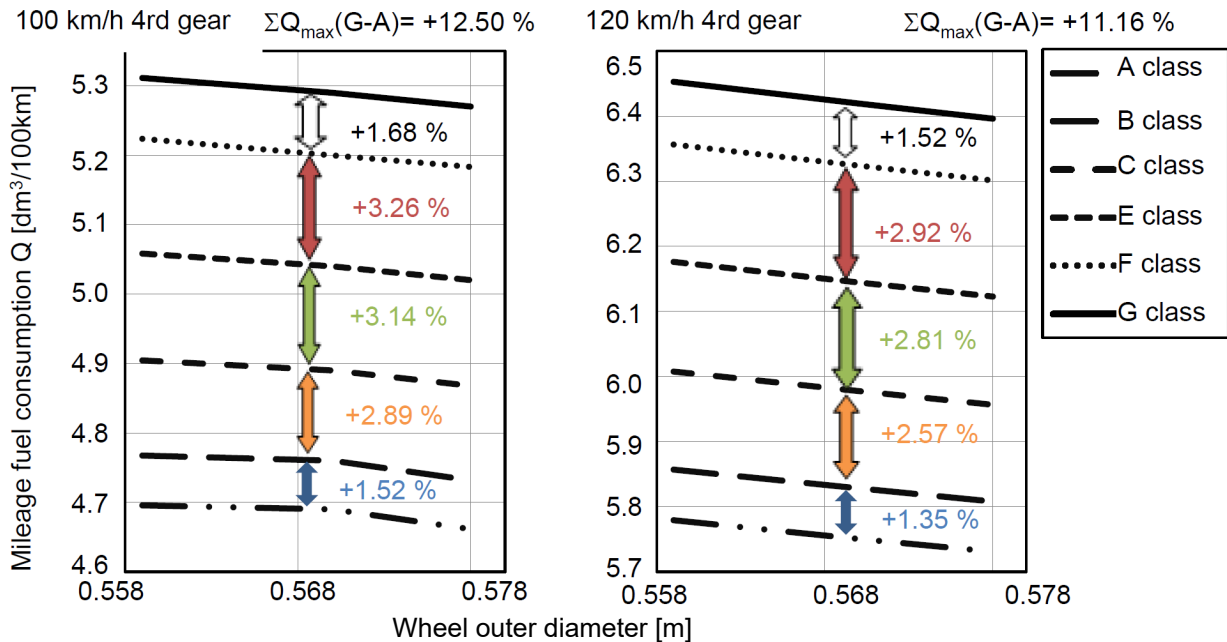 100 km/h 4rd gear
ΣQmax(G-A)= +12.50 %
120 km/h 4rd gear
ΣQmax(G-A)= +11.16 %
Mileage fuel consumption Q [dm³/100km]
5.3
5.2
5.1
5.0
4.9
4.8
4.7
4.6
+1.68 %
+3.26 %
+3.14 %
+2.89 %
+1.52 %
0.558
0.568
0.578
6.5
6.4
6.3
6.2
6.1
6.0
5.9
5.8
5.7
+1.52 %
+2.92 %
+2.81 %
+2.57 %
+1.35 %
0.558
0.568
0.578
Wheel outer diameter [m]
A class
B class
C class
E class
F class
G class